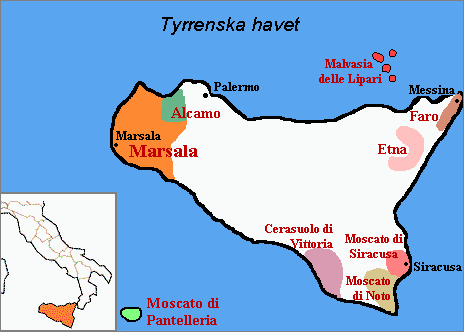 Tyrrenska havet
Malvasia
delle Lipari
Palermo
Messina
Alcamo
Faro
Marsala
Marsala
Etna
Cerasuolo di
Vittoria
Moscato di
Siracusa
Siracusa
Moscato
di Noto
Moscato di
Pantelleria